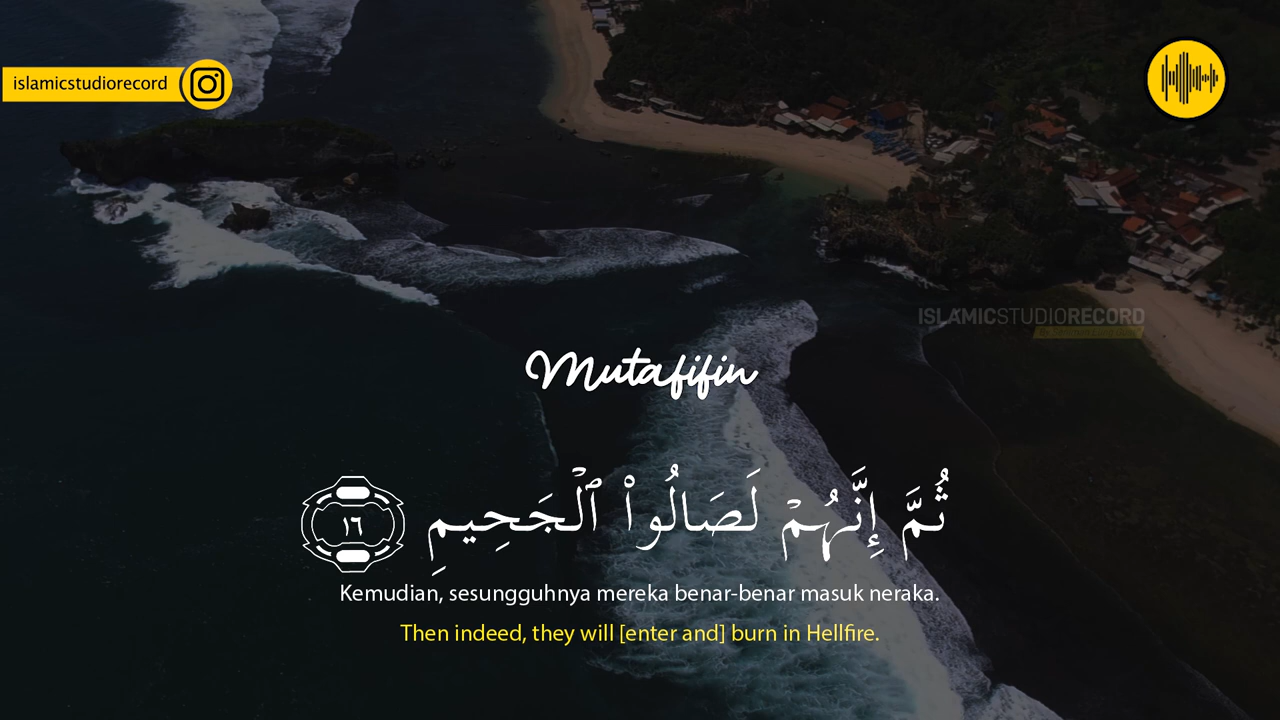 islamicstudiorecord
ISLAMICSTUDIORECORD
Mutafifin
ثُمَّ إِنَّهُمْ لَصَالُوا۟ ٱلْجَحِيمِ ١٦
Kemudian, sesungguhnya mereka benar-benar masuk neraka.
Then indeed, they will [enter and] burn in Hellfire.